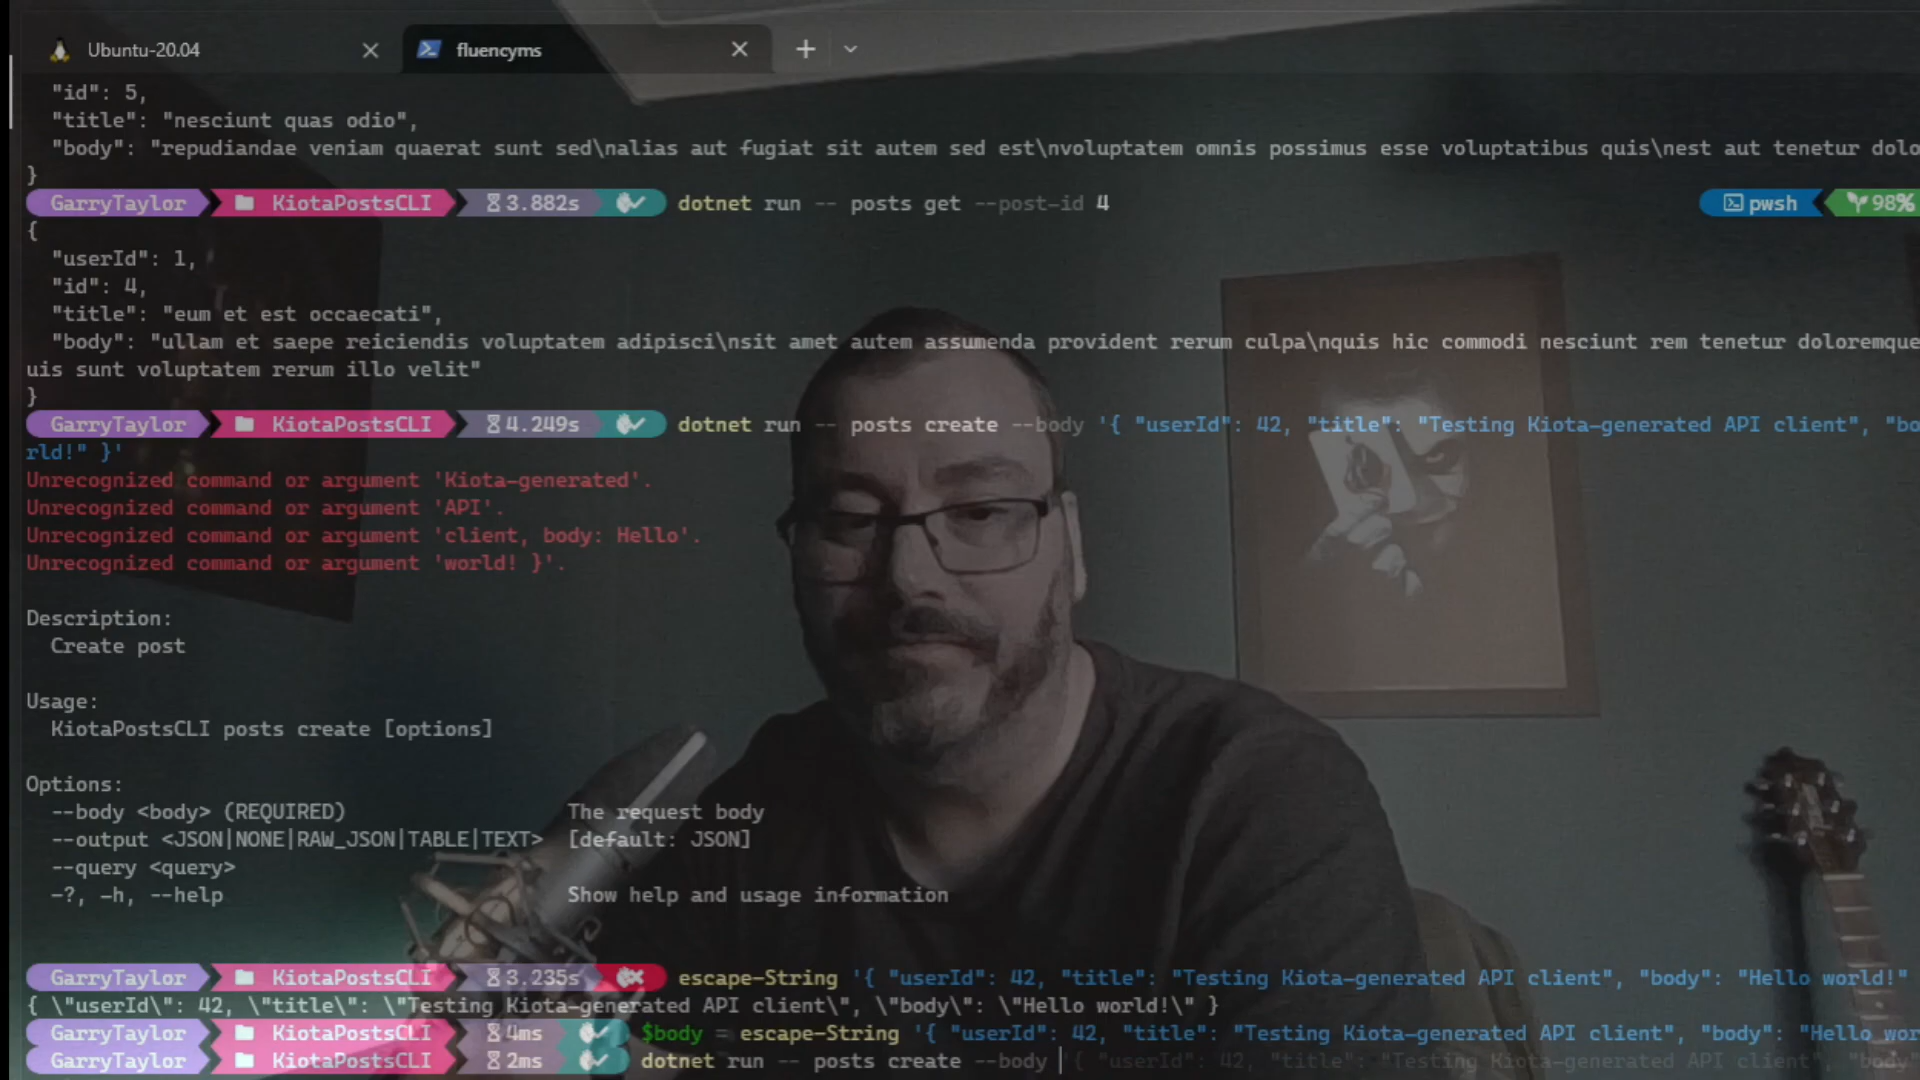 Ubuntu-20.04
fluencyms
"id": 5,
"title": "nesciunt quas odio",
"body": "repudiandae veniam quaerat sunt sed\nalias aut fugiat sit autem sed est\nvoluptatem omnis possimus esse voluptatibus quis\nest aut tenetur dolo
}
GarryTaylor KiotaPostsCLI 3.882s dotnet run -- posts get --post-id 4 pwsh 98%
{
"userId": 1,
"id": 4,
"title": "eum et est occaecati",
"body": "ullam et saepe reiciendis voluptatem adipisci\nsit amet autem assumenda provident rerum culpa\nquis hic commodi nesciunt rem tenetur doloremque
uis sunt voluptatem rerum illo velit"
}
GarryTaylor KiotaPostsCLI 4.249s dotnet run -- posts create --body '{ "userId": 42, "title": "Testing Kiota-generated API client", "bo
rld!" }'
Unrecognized command or argument 'Kiota-generated'.
Unrecognized command or argument 'API'.
Unrecognized command or argument 'client, body: Hello'.
Unrecognized command or argument 'world! }'.
Description:
Create post
Usage:
KiotaPostsCLI posts create [options]
Options:
--body <body> (REQUIRED) The request body
--output <JSON|NONE|RAW_JSON|TABLE|TEXT> [default: JSON]
--query <query>
-?, -h, --help Show help and usage information
GarryTaylor KiotaPostsCLI 3.235s escape-String '{ "userId": 42, "title": "Testing Kiota-generated API client", "body": "Hello world!"
{ \"userId\": 42, \"title\": \"Testing Kiota-generated API client\", \"body\": \"Hello world!\" }
GarryTaylor KiotaPostsCLI 4ms $body = escape-String '{ "userId": 42, "title": "Testing Kiota-generated API client", "body": "Hello wor
GarryTaylor KiotaPostsCLI 2ms dotnet run -- posts create --body '{ "userId": 42, "title": "Testing Kiota-generated API client", "body"